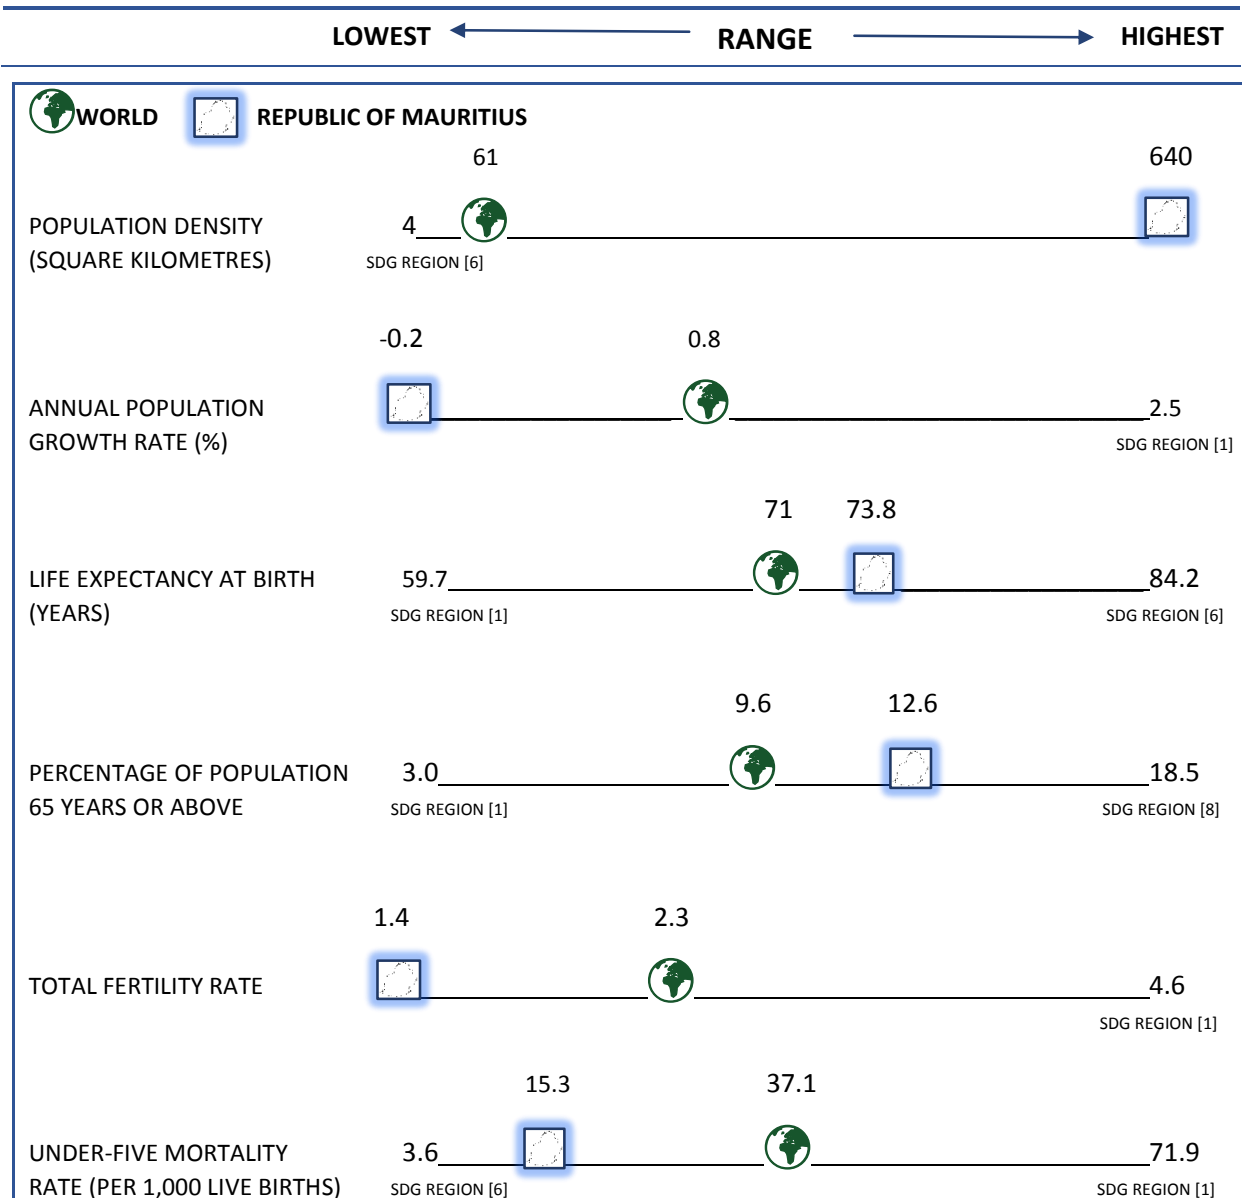 LOWEST RANGE HIGHEST
WORLD REPUBLIC OF MAURITIUS
61 640
POPULATION DENSITY
(SQUARE KILOMETRES)
4
SDG REGION [6]
-0.2 0.8
ANNUAL POPULATION
GROWTH RATE (%)
2.5
SDG REGION [1]
71 73.8
LIFE EXPECTANCY AT BIRTH
(YEARS)
59.7 84.2
SDG REGION [1] SDG REGION [6]
9.6 12.6
PERCENTAGE OF POPULATION
65 YEARS OR ABOVE
3.0 18.5
SDG REGION [1] SDG REGION [8]
1.4 2.3
TOTAL FERTILITY RATE 4.6
SDG REGION [1]
15.3 37.1
UNDER-FIVE MORTALITY
RATE (PER 1,000 LIVE BIRTHS)
3.6 71.9
SDG REGION [6] SDG REGION [1]